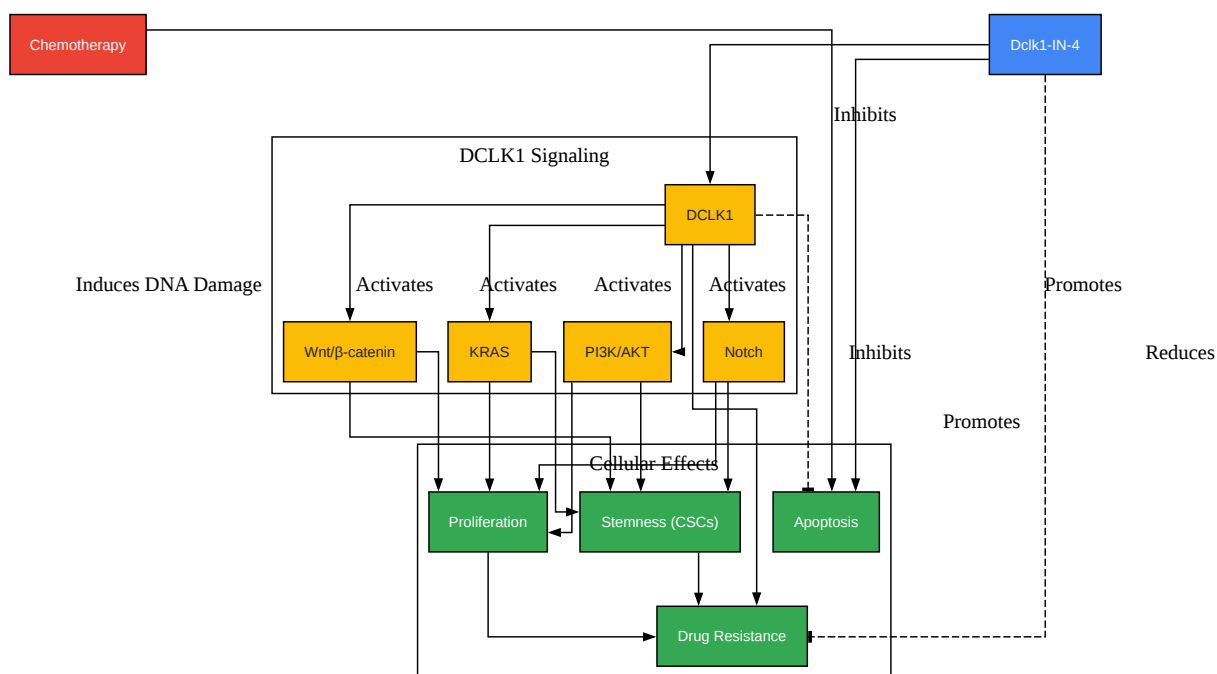 Chemotherapy
Dclk1-IN-4
Inhibits
DCLK1 Signaling
DCLK1
Induces DNA Damage
Activates
Activates
Activates
Activates
Promotes
Wnt/β-catenin
KRAS
PI3K/AKT
Notch
Inhibits
Reduces
Promotes
Cellular Effects
Proliferation
Stemness (CSCs)
Apoptosis
Drug Resistance